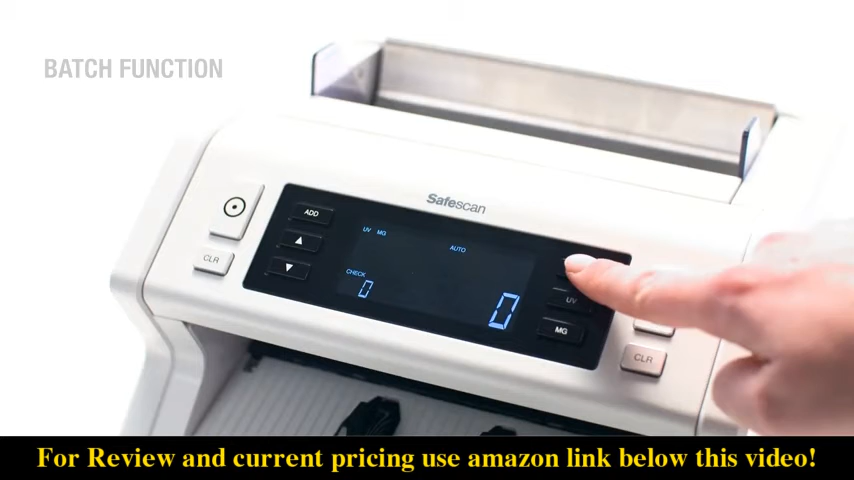 BATCH FUNCTION
Safescan
ADD
UV MG
AUTO
CLR
CHECK
0
0
UV
MG
CLR
For Review and current pricing use amazon link below this video!